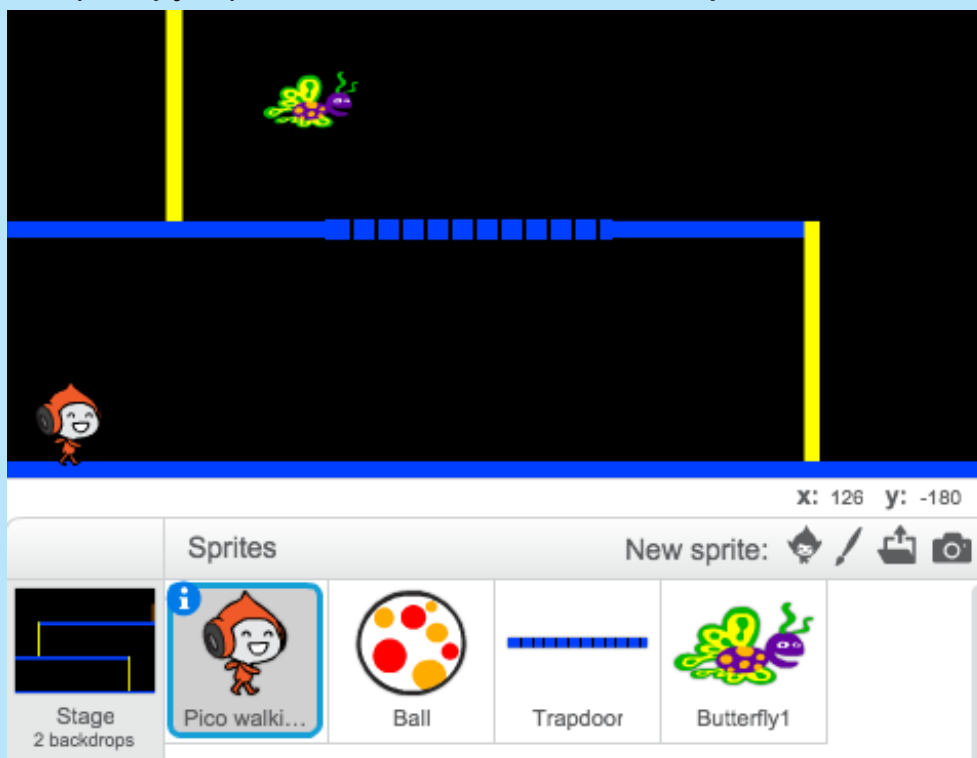 x: 126 y: -180
Sprites
New sprite:
i
Stage
2 backdrops
Pico walki...
Ball
Trapdoor
Butterfly1